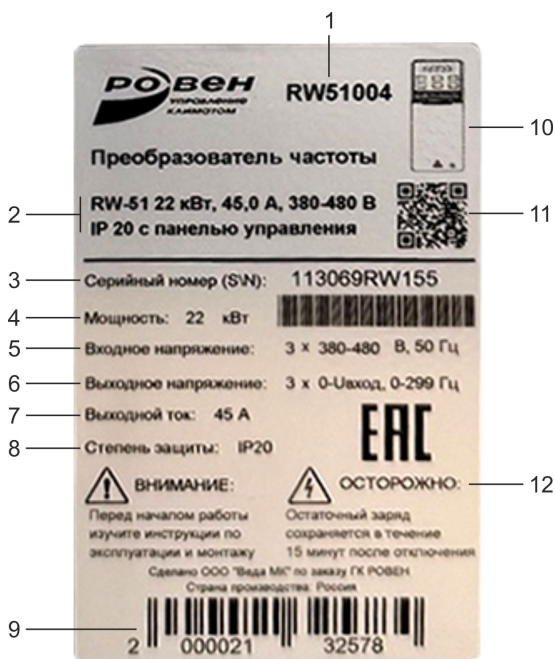 1
РОВЕН
УПРАВЛЕНИЕ
КЛИМАТОМ
RW51004
10
Преобразователь частоты
2
RW-51 22 кВт, 45,0 А, 380-480 В
IP 20 с панелью управления
11
3
Серийный номер (S\N): 113069RW155
4
Мощность: 22 кВт
5
Входное напряжение: 3 х 380-480 В, 50 Гц
6
Выходное напряжение: 3 х 0-Uвход, 0-299 Гц
7
Выходной ток: 45 А
8
Степень защиты: IP20
ЕАС
ВНИМАНИЕ:
Перед началом работы
изучите инструкции по
эксплуатации и монтажу
ОСТОРОЖНО:
12
Остаточный заряд
сохраняется в течение
15 минут после отключения
Сделано ООО "Веда МК" по заказу ГК РОВЕН
Страна производства: Россия
9
2 000021 32578